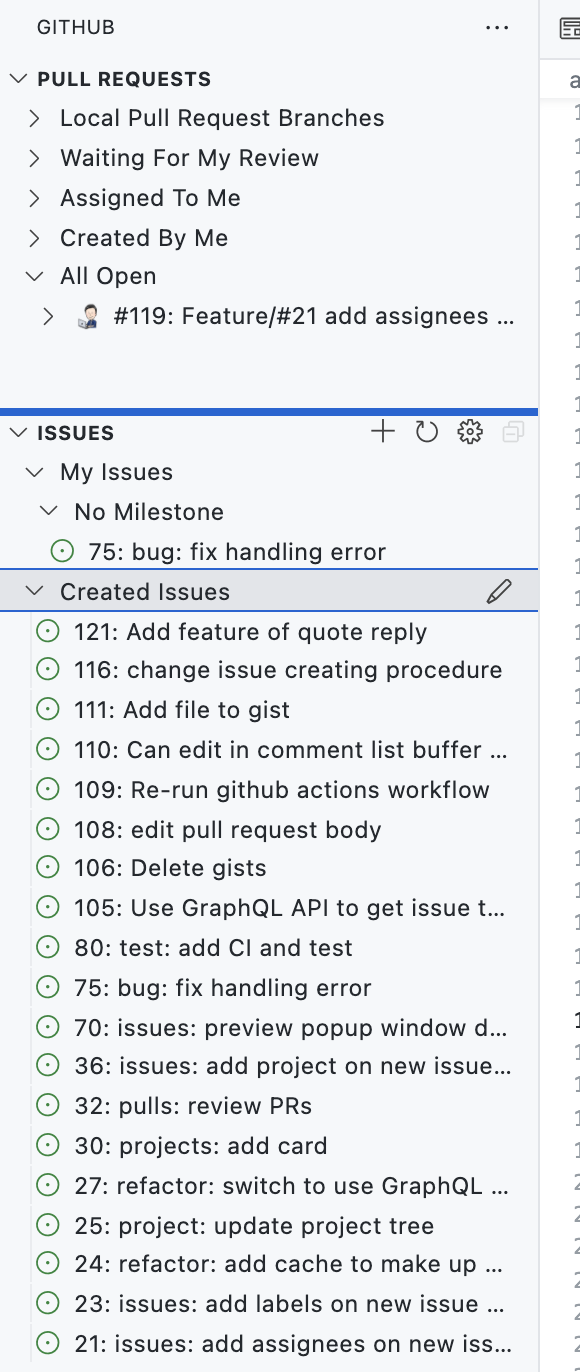 GITHUB
PULL REQUESTS
Local Pull Request Branches
Waiting For My Review
Assigned To Me
Created By Me
All Open
#119: Feature/#21 add assignees ...
ISSUES
My Issues
No Milestone
75: bug: fix handling error
Created Issues
121: Add feature of quote reply
116: change issue creating procedure
111: Add file to gist
110: Can edit in comment list buffer ...
109: Re-run github actions workflow
108: edit pull request body
106: Delete gists
105: Use GraphQL API to get issue t...
80: test: add CI and test
75: bug: fix handling error
70: issues: preview popup window d...
36: issues: add project on new issue...
32: pulls: review PRs
30: projects: add card
27: refactor: switch to use GraphQL ...
25: project: update project tree
24: refactor: add cache to make up ...
23: issues: add labels on new issue ...
21: issues: add assignees on new iss...